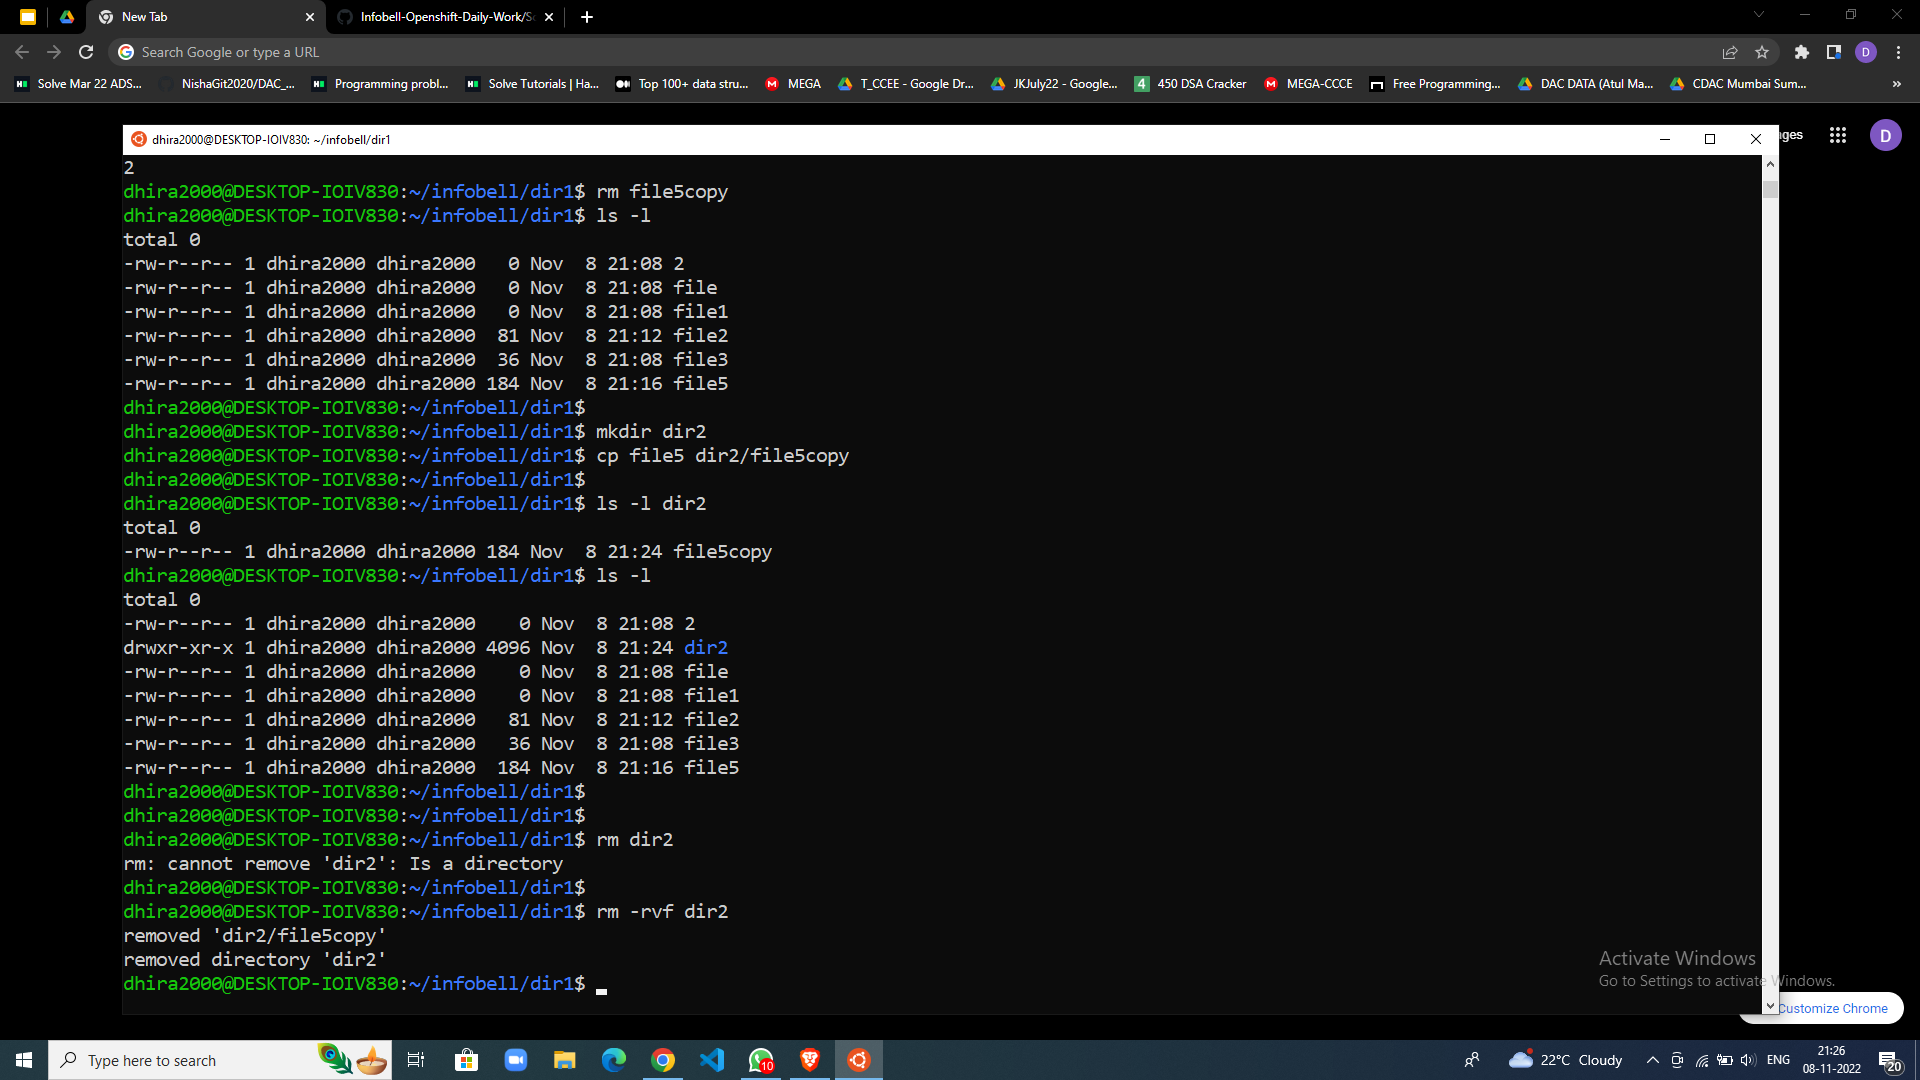 New Tab
Infobell-Openshift-Daily-Work/Sc
Search Google or type a URL
D
Solve Mar 22 ADS...
NishaGit2020/DAC_...
Programming probl...
Solve Tutorials | Ha...
Top 100+ data stru...
MEGA
T_CCEE - Google Dr...
JKJuly22 - Google...
4
450 DSA Cracker
MEGA-CCCE
Free Programming...
DAC DATA (Atul Ma...
CDAC Mumbai Sum...
»
dhira2000@DESKTOP-IOIV830: ~/infobell/dir1
ges
D
2
dhira2000@DESKTOP-IOIV830:~/infobell/dir1$ rm file5copy
dhira2000@DESKTOP-IOIV830:~/infobell/dir1$ ls -l
total 0
-rw-r--r-- 1 dhira2000 dhira2000   0 Nov  8 21:08 2
-rw-r--r-- 1 dhira2000 dhira2000   0 Nov  8 21:08 file
-rw-r--r-- 1 dhira2000 dhira2000   0 Nov  8 21:08 file1
-rw-r--r-- 1 dhira2000 dhira2000  81 Nov  8 21:12 file2
-rw-r--r-- 1 dhira2000 dhira2000  36 Nov  8 21:08 file3
-rw-r--r-- 1 dhira2000 dhira2000 184 Nov  8 21:16 file5
dhira2000@DESKTOP-IOIV830:~/infobell/dir1$
dhira2000@DESKTOP-IOIV830:~/infobell/dir1$ mkdir dir2
dhira2000@DESKTOP-IOIV830:~/infobell/dir1$ cp file5 dir2/file5copy
dhira2000@DESKTOP-IOIV830:~/infobell/dir1$
dhira2000@DESKTOP-IOIV830:~/infobell/dir1$ ls -l dir2
total 0
-rw-r--r-- 1 dhira2000 dhira2000 184 Nov  8 21:24 file5copy
dhira2000@DESKTOP-IOIV830:~/infobell/dir1$ ls -l
total 0
-rw-r--r-- 1 dhira2000 dhira2000    0 Nov  8 21:08 2
drwxr-xr-x 1 dhira2000 dhira2000 4096 Nov  8 21:24 dir2
-rw-r--r-- 1 dhira2000 dhira2000    0 Nov  8 21:08 file
-rw-r--r-- 1 dhira2000 dhira2000    0 Nov  8 21:08 file1
-rw-r--r-- 1 dhira2000 dhira2000   81 Nov  8 21:12 file2
-rw-r--r-- 1 dhira2000 dhira2000   36 Nov  8 21:08 file3
-rw-r--r-- 1 dhira2000 dhira2000  184 Nov  8 21:16 file5
dhira2000@DESKTOP-IOIV830:~/infobell/dir1$
dhira2000@DESKTOP-IOIV830:~/infobell/dir1$
dhira2000@DESKTOP-IOIV830:~/infobell/dir1$ rm dir2
rm: cannot remove 'dir2': Is a directory
dhira2000@DESKTOP-IOIV830:~/infobell/dir1$
dhira2000@DESKTOP-IOIV830:~/infobell/dir1$ rm -rvf dir2
removed 'dir2/file5copy'
removed directory 'dir2'
dhira2000@DESKTOP-IOIV830:~/infobell/dir1$
Activate Windows
Go to Settings to activate Windows.
Customize Chrome
Type here to search
10
22°C Cloudy
ENG
21:26
08-11-2022
20